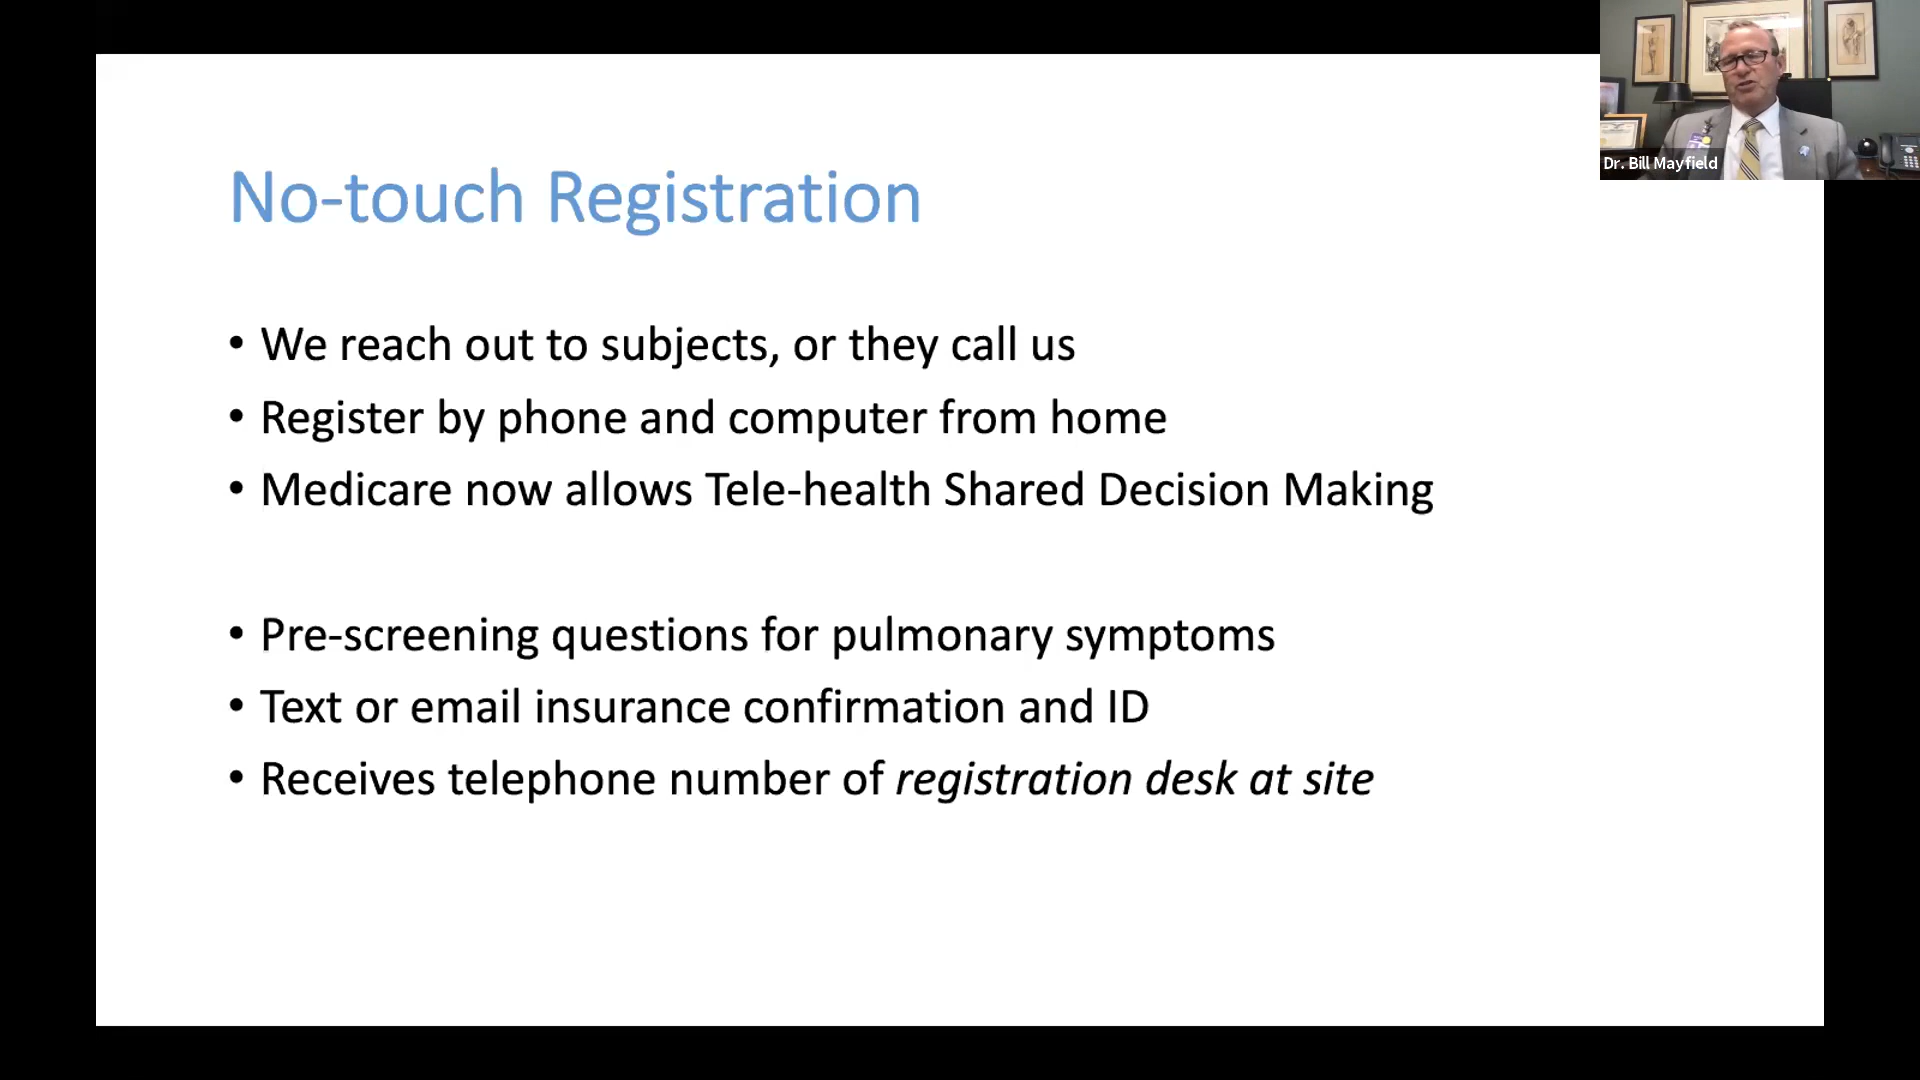 Dr. Bill Mayfield
No-touch Registration
• We reach out to subjects, or they call us
• Register by phone and computer from home
• Medicare now allows Tele-health Shared Decision Making
• Pre-screening questions for pulmonary symptoms
• Text or email insurance confirmation and ID
• Receives telephone number of registration desk at site